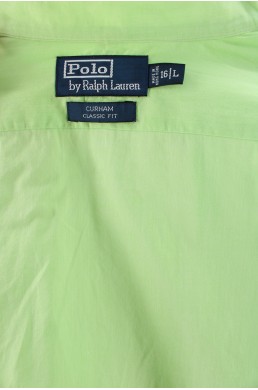 Polo
by Ralph Lauren
16/L
CURHAM
CLASSIC FIT